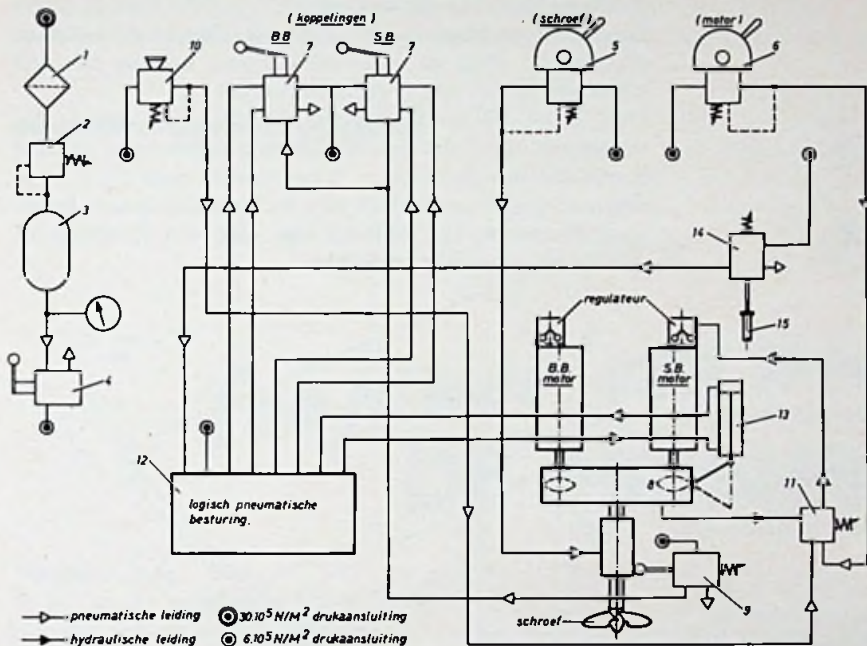 (koppelingen)
B.B
S.B.
(schroef)
(motor)
1
10
7
7
5
6
2
3
14
regulateur
15
4
B.B.
motor
S.B.
motor
13
12
8
11
logisch pneumatische
besturing.
9
pneumatische leiding
30.10⁵ N/M² drukaansluiting
schroef
hydraulische leiding
6.10⁵ N/M² drukaansluiting